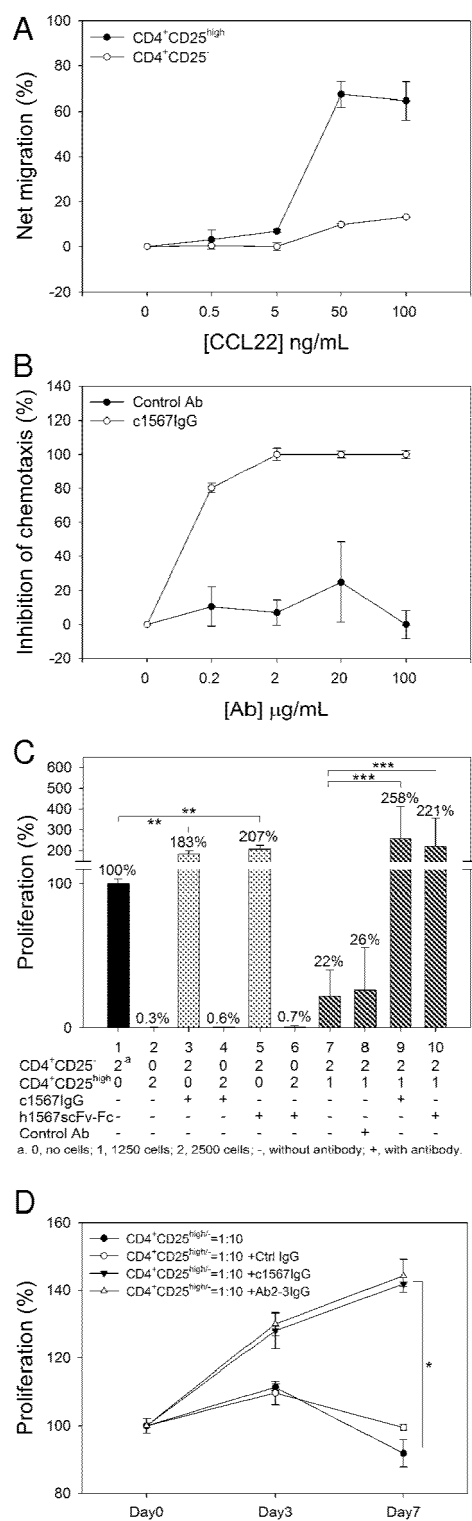 A
CD4⁺CD25ʰⁱᵍʰ
CD4⁺CD25⁻
Net migration (%)
100
80
60
40
20
0
-20
0 0.5 5 50 100
[CCL22] ng/mL
B
Control Ab
c1567IgG
Inhibition of chemotaxis (%)
140
120
100
80
60
40
20
0
-20
0 0.2 2 20 100
[Ab] µg/mL
C
Proliferation (%)
600
500
400
300
200
100
0
100% 0.3% 183% 0.6% 207% 0.7% 22% 26% 258% 221%
** ** *** ***
1 2 3 4 5 6 7 8 9 10
CD4⁺CD25⁻ 2ᵃ 0 2 0 2 0 2 2 2 2
CD4⁺CD25ʰⁱᵍʰ 0 2 0 2 0 2 1 1 1 1
c1567IgG - - + + - - - - + -
h1567scFv-Fc - - - - + + - - - +
Control Ab - - - - - - - + - -
a. 0, no cells; 1, 1250 cells; 2, 2500 cells; -, without antibody; +, with antibody.
D
CD4⁺CD25ʰⁱᵍʰ/⁻=1:10
CD4⁺CD25ʰⁱᵍʰ/⁻=1:10 +Ctrl IgG
CD4⁺CD25ʰⁱᵍʰ/⁻=1:10 +c1567IgG
CD4⁺CD25ʰⁱᵍʰ/⁻=1:10 +Ab2-3IgG
Proliferation (%)
160
140
120
100
80
*
Day0 Day3 Day7